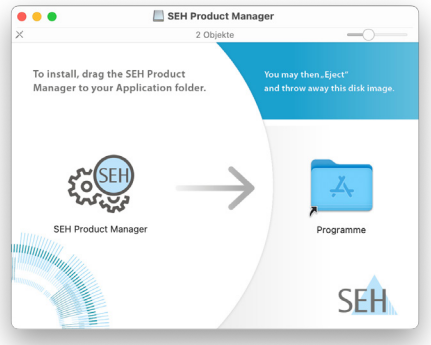 SEH Product Manager
2 Objekte
To install, drag the SEH Product
Manager to your Application folder.
You may then „Eject“
and throw away this disk image.
SEH
SEH Product Manager
Programme
SEH